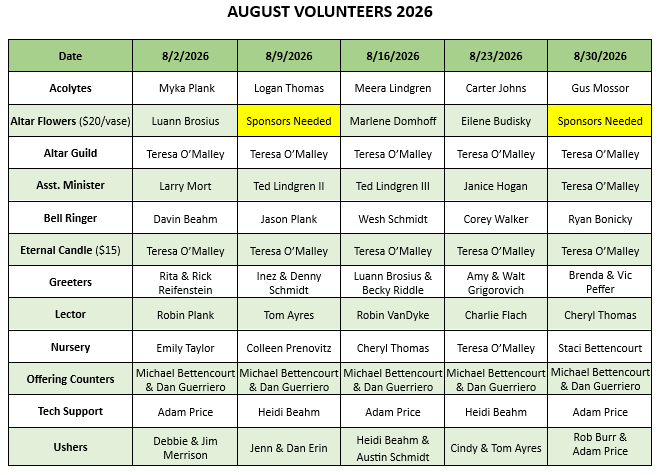 AUGUST VOLUNTEERS 2026
Date 8/2/2026 8/9/2026 8/16/2026 8/23/2026 8/30/2026
Acolytes Myka Plank Logan Thomas Meera Lindgren Carter Johns Gus Mossor
Altar Flowers ($20/vase) Luann Brosius Sponsors Needed Marlene Domhoff Eilene Budisky Sponsors Needed
Altar Guild Teresa O’Malley Teresa O’Malley Teresa O’Malley Teresa O’Malley Teresa O’Malley
Asst. Minister Larry Mort Ted Lindgren II Ted Lindgren III Janice Hogan Teresa O’Malley
Bell Ringer Davin Beahm Jason Plank Wesh Schmidt Corey Walker Ryan Bonicky
Eternal Candle ($15) Teresa O’Malley Teresa O’Malley Teresa O’Malley Teresa O’Malley Teresa O’Malley
Greeters Rita & Rick Inez & Denny Luann Brosius & Amy & Walt Brenda & Vic
Reifenstein Schmidt Becky Riddle Grigorovich Peffer
Lector Robin Plank Tom Ayres Robin VanDyke Charlie Flach Cheryl Thomas
Nursery Emily Taylor Colleen Prenovitz Cheryl Thomas Teresa O’Malley Staci Bettencourt
Offering Counters Michael Bettencourt Michael Bettencourt Michael Bettencourt Michael Bettencourt Michael Bettencourt
& Dan Guerriero & Dan Guerriero & Dan Guerriero & Dan Guerriero & Dan Guerriero
Tech Support Adam Price Heidi Beahm Adam Price Heidi Beahm Adam Price
Ushers Debbie & Jim Jenn & Dan Erin Heidi Beahm & Cindy & Tom Ayres Rob Burr &
Merrison Austin Schmidt Adam Price